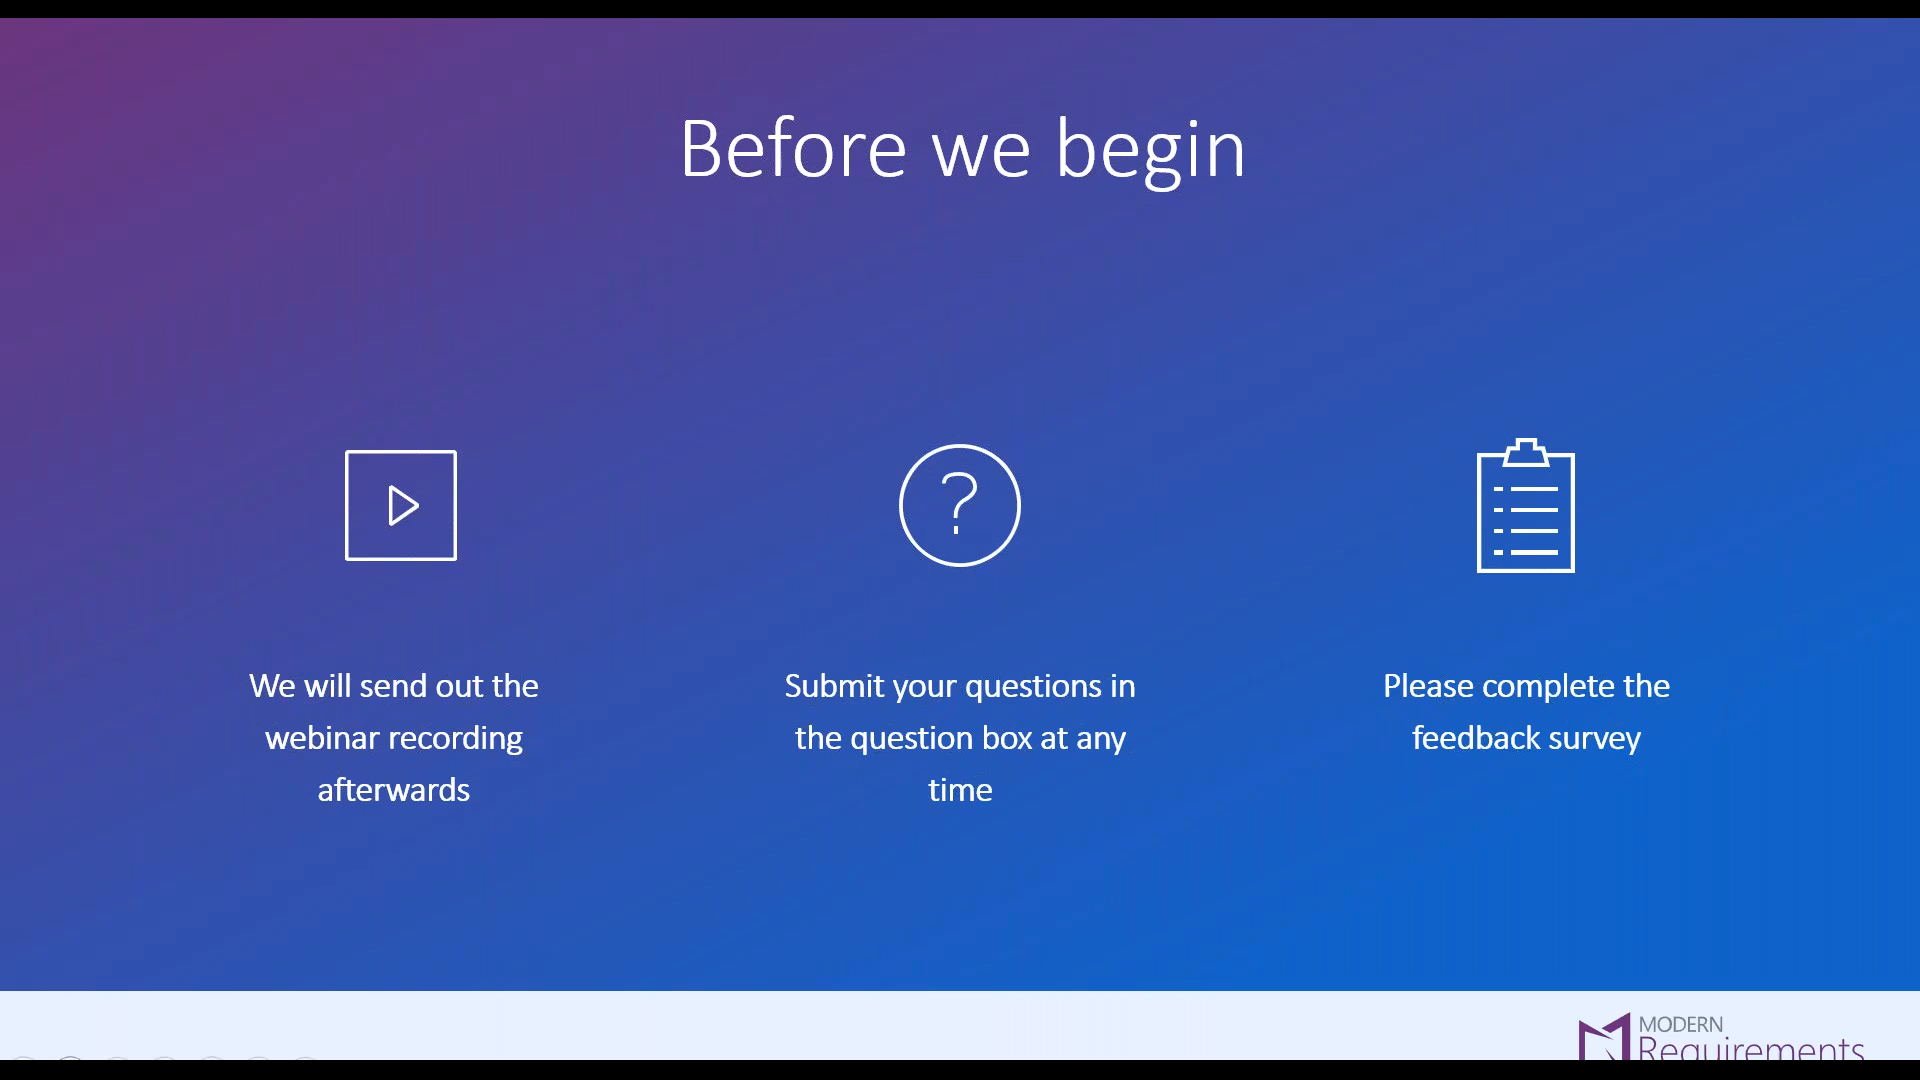 Before we begin
?
We will send out the
webinar recording
afterwards
Submit your questions in
the question box at any
time
Please complete the
feedback survey
MODERN
Requirements